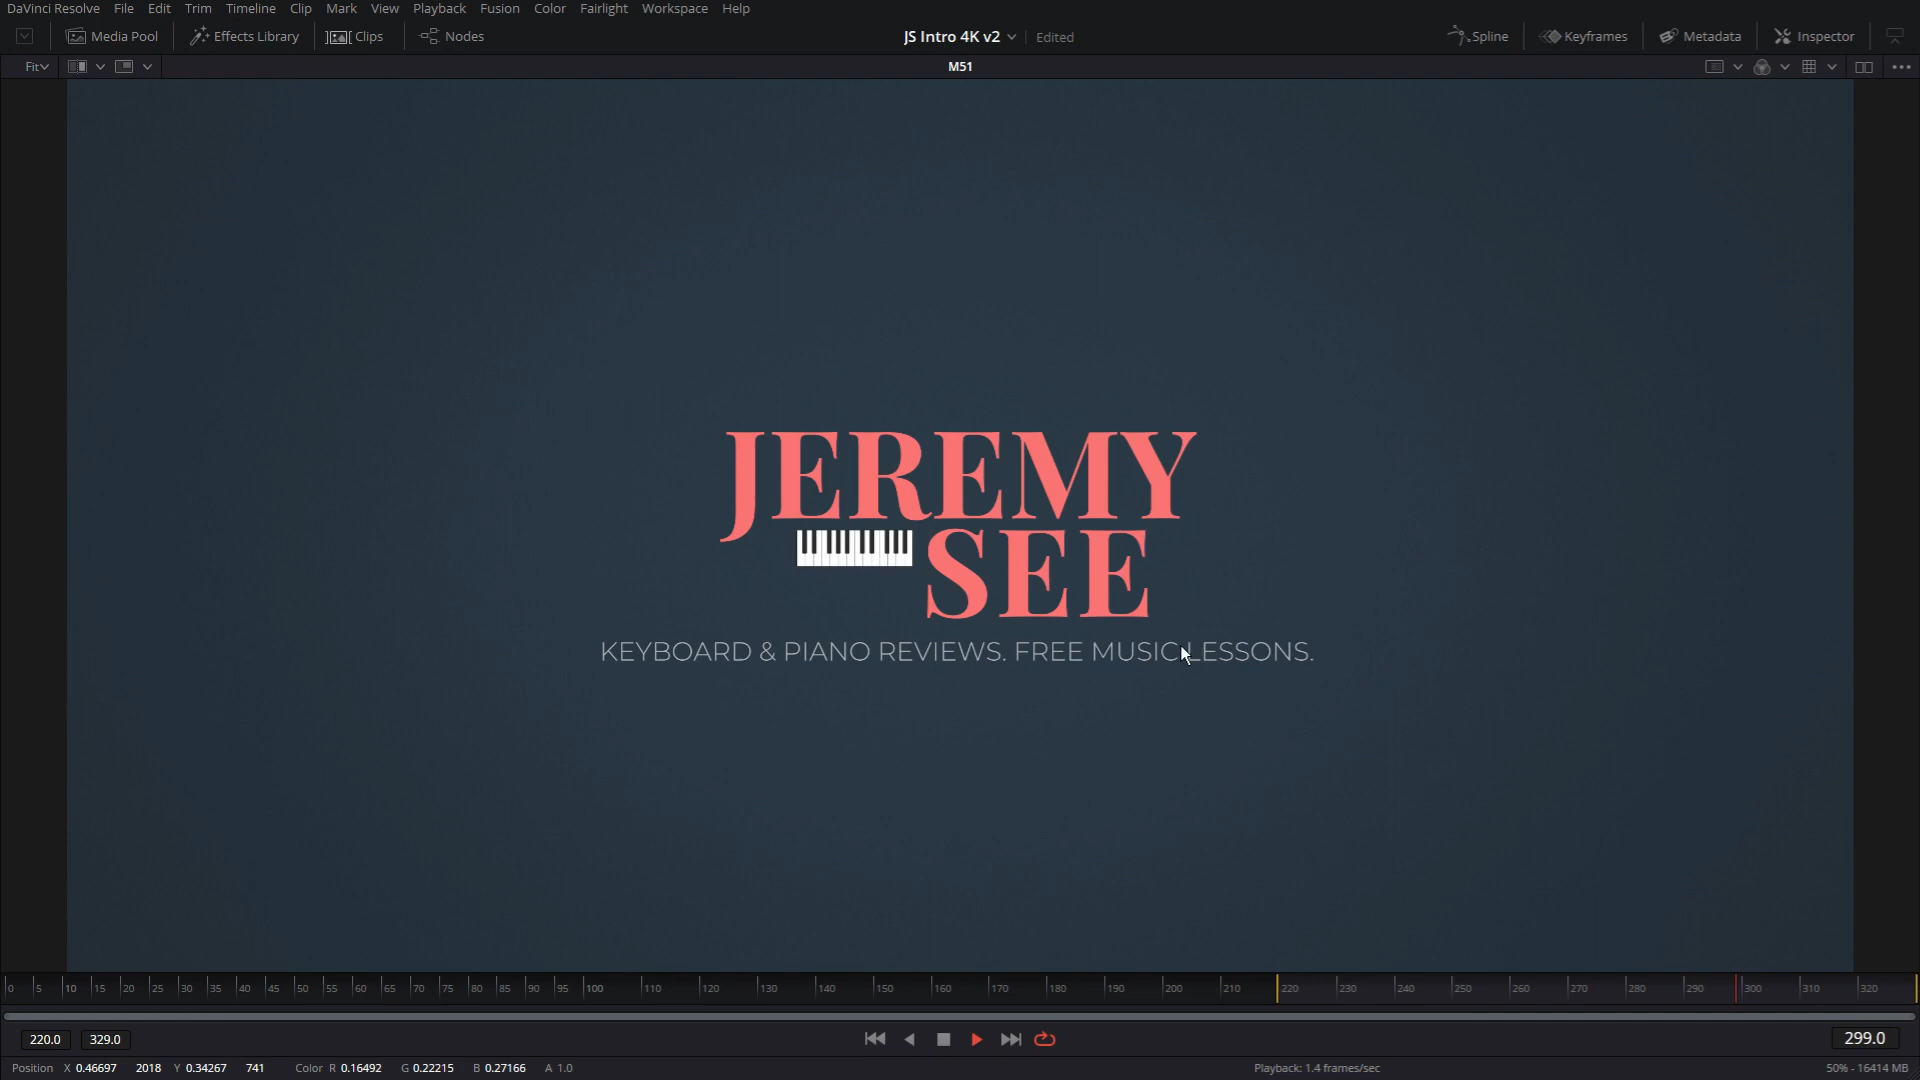 DaVinci Resolve File Edit Trim Timeline Clip Mark View Playback Fusion Color Fairlight Workspace Help
Media Pool Effects Library Clips Nodes JS Intro 4K v2 Edited Spline Keyframes Metadata Inspector
Fit M51
JEREMY
SEE
KEYBOARD & PIANO REVIEWS. FREE MUSIC LESSONS.
0 5 10 15 20 25 30 35 40 45 50 55 60 65 70 75 80 85 90 95 100 110 120 130 140 150 160 170 180 190 200 210 220 230 240 250 260 270 280 290 300 310 320
220.0 329.0 299.0
Position X 0.46697 2018 Y 0.34267 741 Color R 0.16492 G 0.22215 B 0.27166 A 1.0 Playback: 1.4 frames/sec 50% - 16414 MB